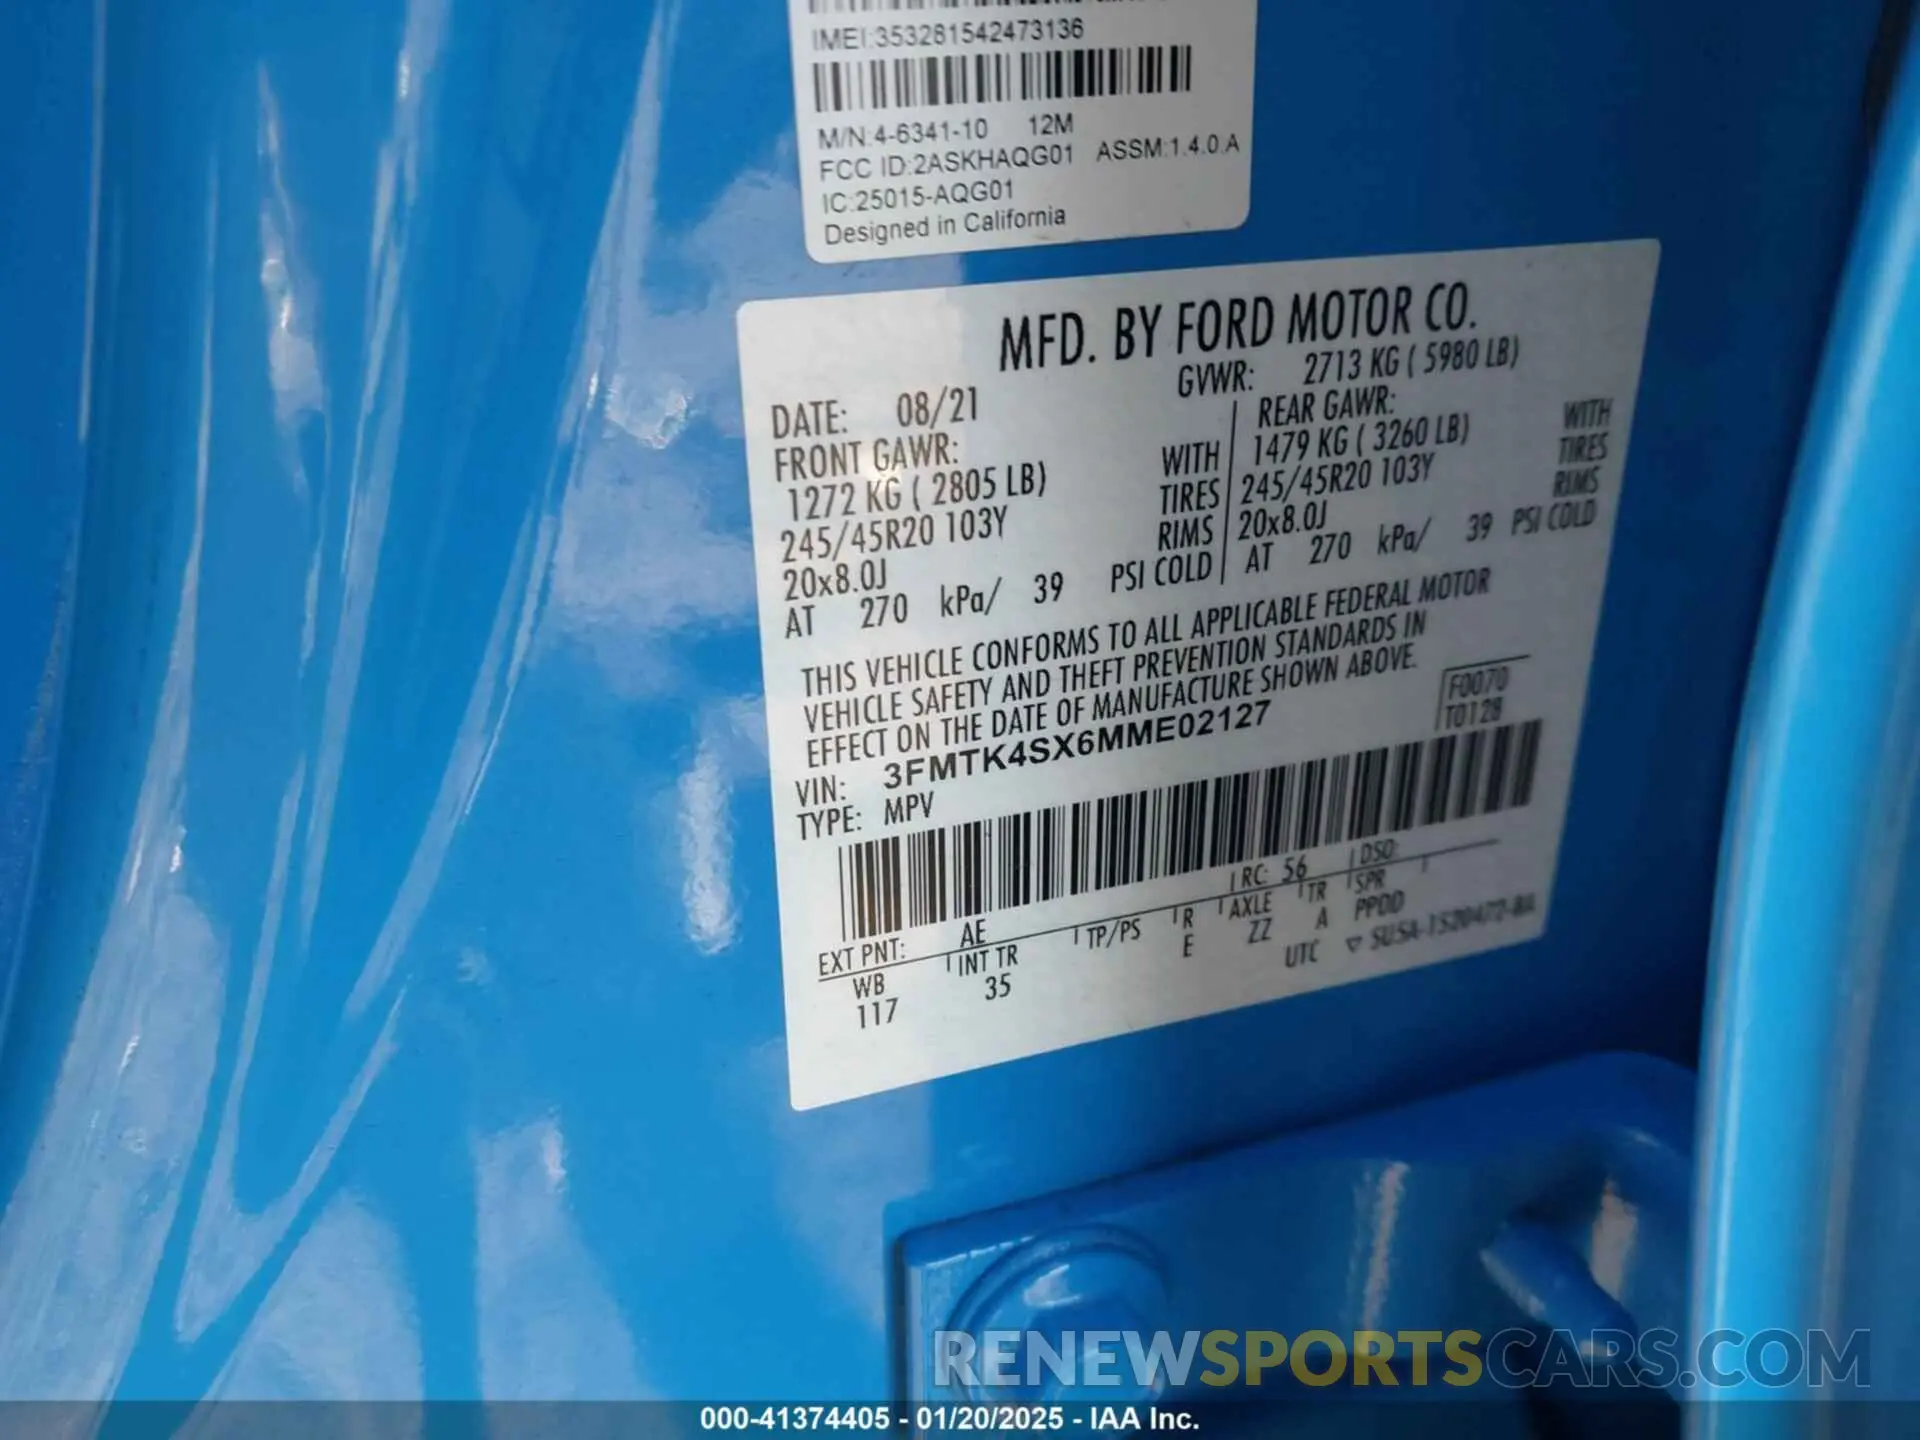 IMEI:353281542473136
M/N:4-6341-10 12M
FCC ID:2ASKHAQG01 ASSM:1.4.0.A
IC:25015-AQG01
Designed in California
MFD. BY FORD MOTOR CO.
DATE: 08/21 GVWR: 2713 KG ( 5980 LB)
FRONT GAWR: REAR GAWR:
1272 KG ( 2805 LB) WITH 1479 KG ( 3260 LB) WITH
245/45R20 103Y TIRES 245/45R20 103Y TIRES
20x8.0J RIMS 20x8.0J RIMS
AT 270 kPa/ 39 PSI COLD AT 270 kPa/ 39 PSI COLD
THIS VEHICLE CONFORMS TO ALL APPLICABLE FEDERAL MOTOR
VEHICLE SAFETY AND THEFT PREVENTION STANDARDS IN
EFFECT ON THE DATE OF MANUFACTURE SHOWN ABOVE.
F0070
T0128
VIN: 3FMTK4SX6MME02127
TYPE: MPV
EXT PNT: AE RC: 56 DSO:
WB INT TR TP/PS R AXLE TR SPR
117 35 E ZZ A PPDD
UTC ▽ SU5A-1520472-BA
RENEWSPORTSCARS.COM
000-41374405 - 01/20/2025 - IAA Inc.